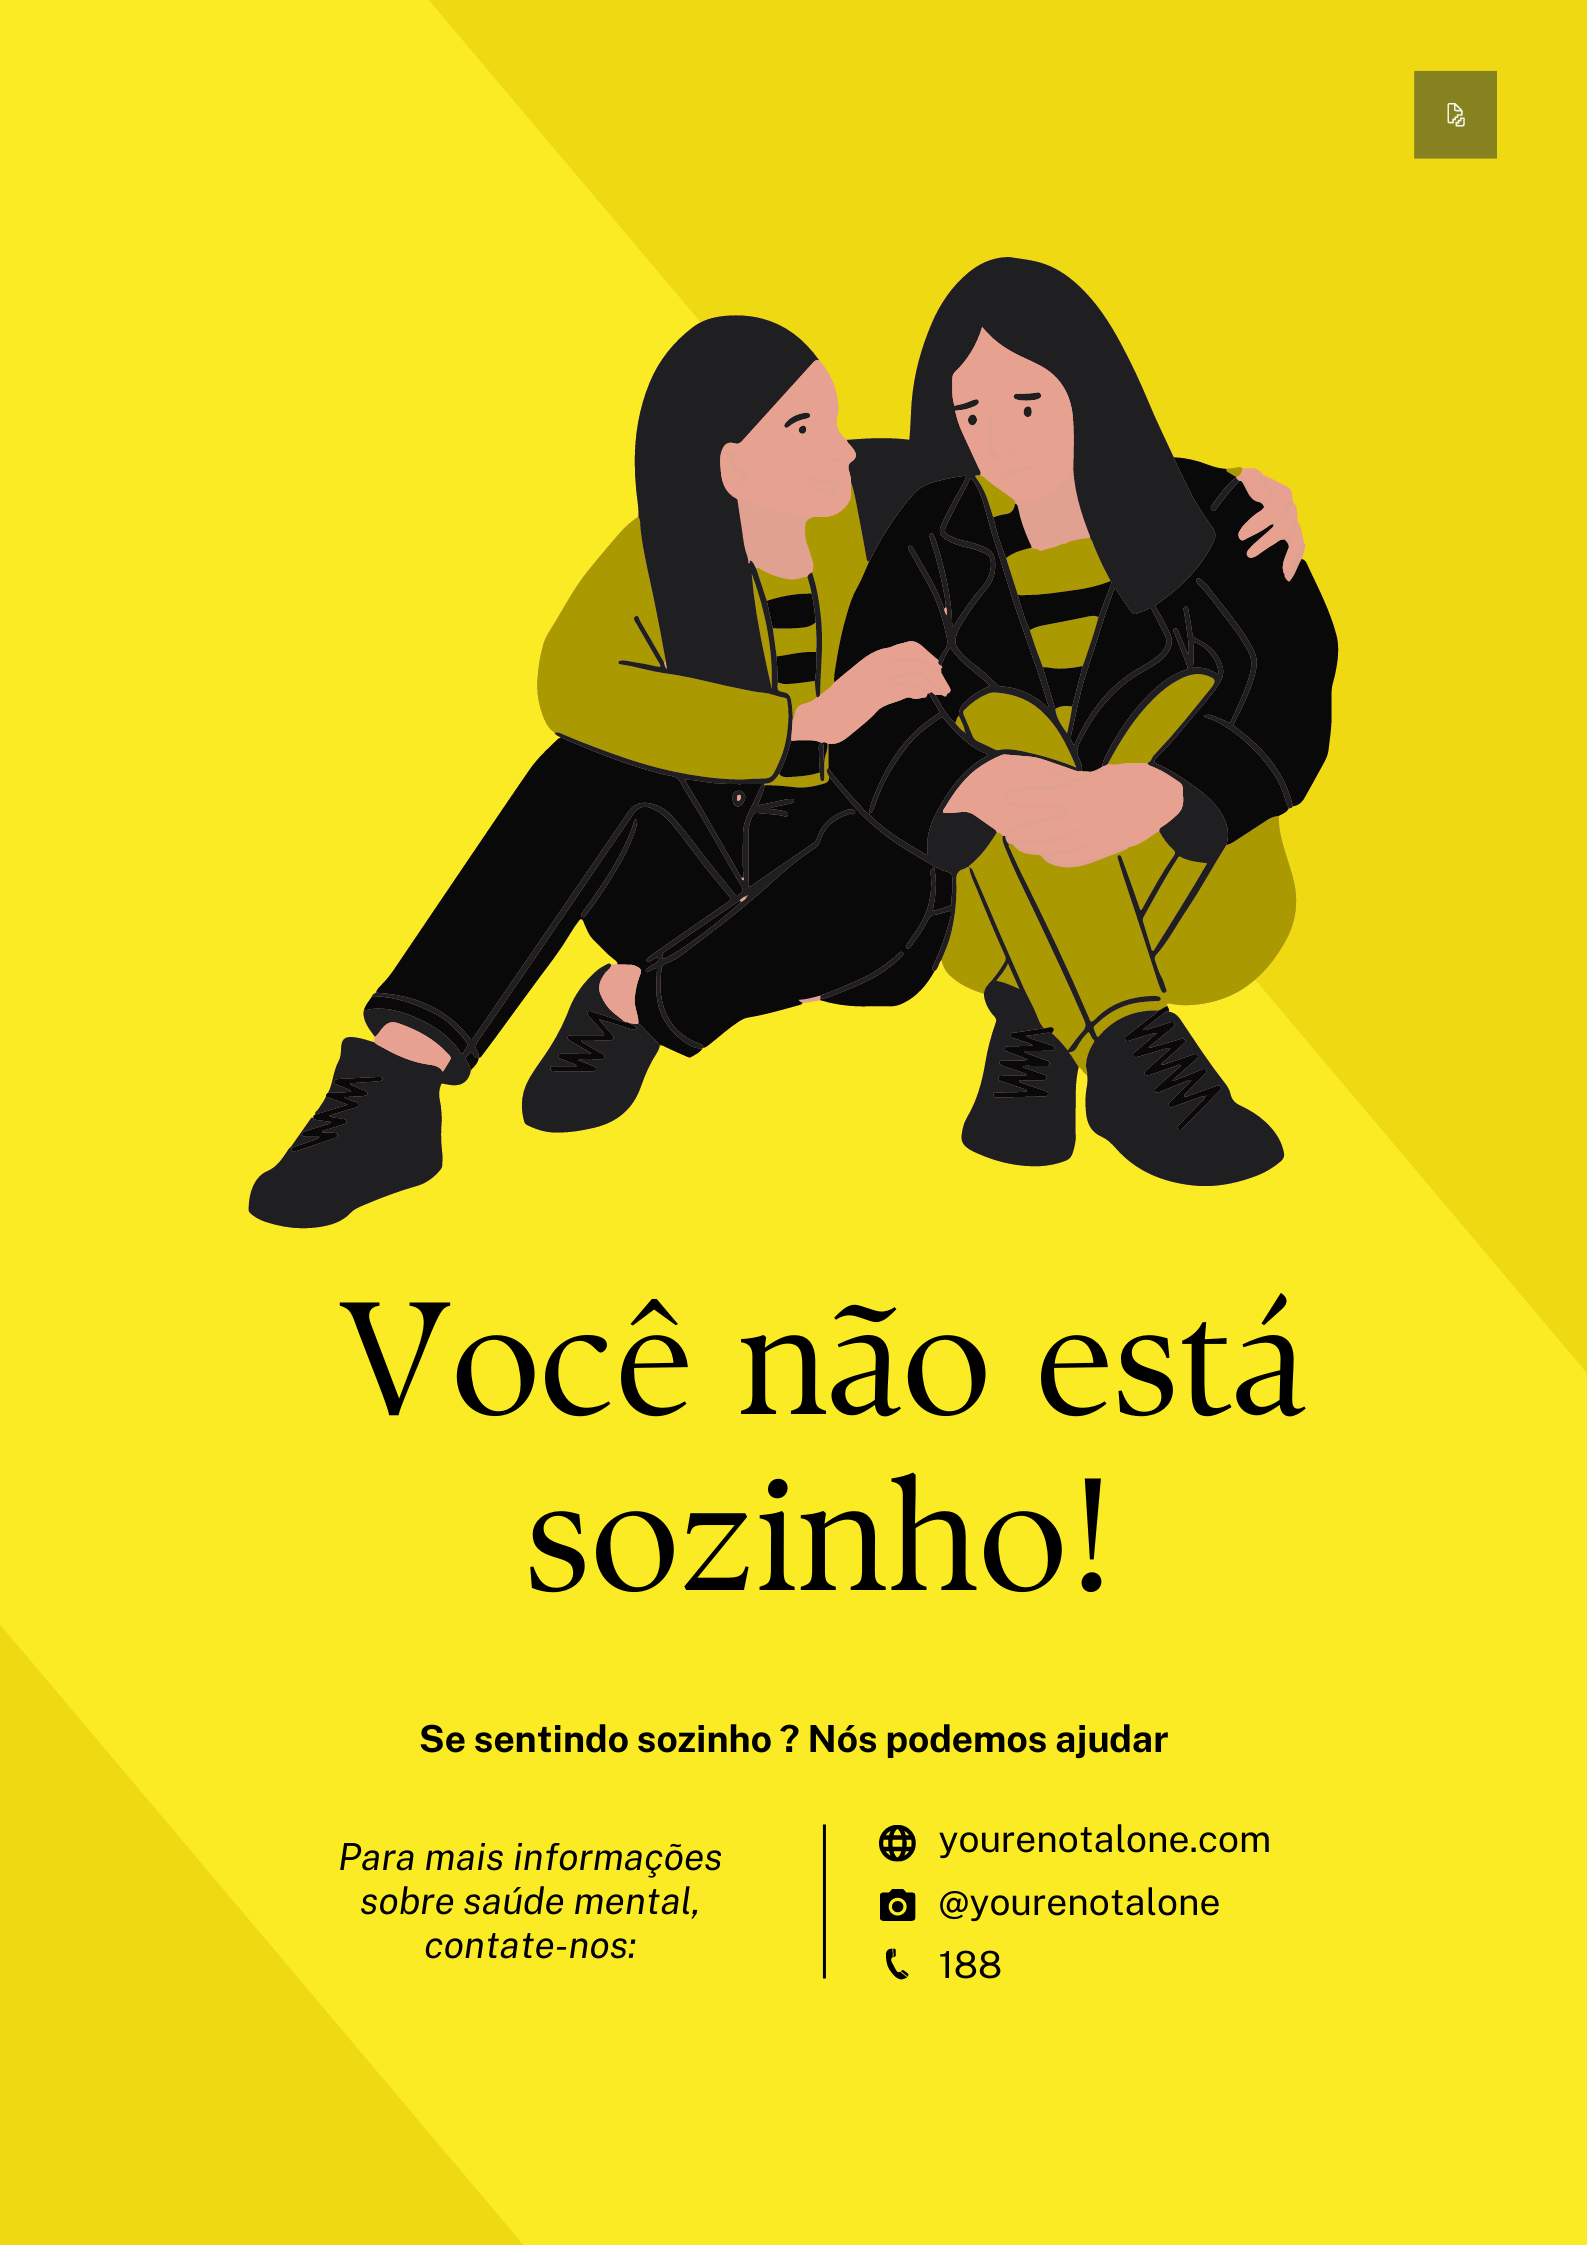 Você não está
sozinho!
Se sentindo sozinho ? Nós podemos ajudar
Para mais informações
sobre saúde mental,
contate-nos:
yourenotalone.com
@yourenotalone
188